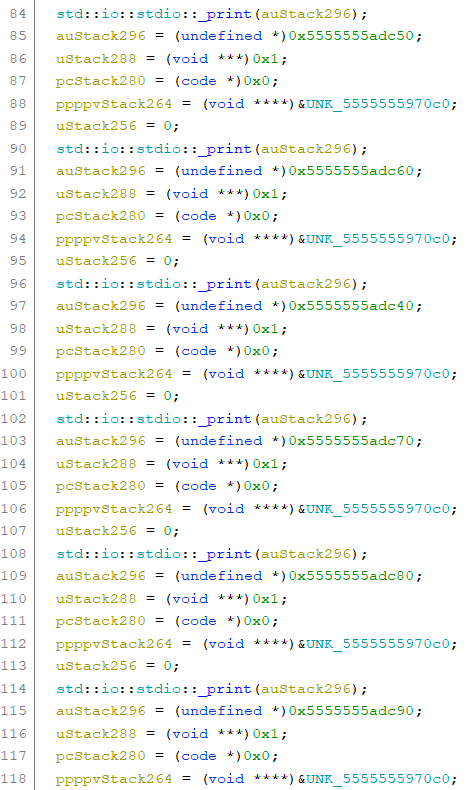 84 std::io::stdio::_print(auStack296);
85 auStack296 = (undefined *)0x5555555adc50;
86 uStack288 = (void ***)0x1;
87 pcStack280 = (code *)0x0;
88 ppppvStack264 = (void ****)&UNK_5555555970c0;
89 uStack256 = 0;
90 std::io::stdio::_print(auStack296);
91 auStack296 = (undefined *)0x5555555adc60;
92 uStack288 = (void ***)0x1;
93 pcStack280 = (code *)0x0;
94 ppppvStack264 = (void ****)&UNK_5555555970c0;
95 uStack256 = 0;
96 std::io::stdio::_print(auStack296);
97 auStack296 = (undefined *)0x5555555adc40;
98 uStack288 = (void ***)0x1;
99 pcStack280 = (code *)0x0;
100 ppppvStack264 = (void ****)&UNK_5555555970c0;
101 uStack256 = 0;
102 std::io::stdio::_print(auStack296);
103 auStack296 = (undefined *)0x5555555adc70;
104 uStack288 = (void ***)0x1;
105 pcStack280 = (code *)0x0;
106 ppppvStack264 = (void ****)&UNK_5555555970c0;
107 uStack256 = 0;
108 std::io::stdio::_print(auStack296);
109 auStack296 = (undefined *)0x5555555adc80;
110 uStack288 = (void ***)0x1;
111 pcStack280 = (code *)0x0;
112 ppppvStack264 = (void ****)&UNK_5555555970c0;
113 uStack256 = 0;
114 std::io::stdio::_print(auStack296);
115 auStack296 = (undefined *)0x5555555adc90;
116 uStack288 = (void ***)0x1;
117 pcStack280 = (code *)0x0;
118 ppppvStack264 = (void ****)&UNK_5555555970c0;